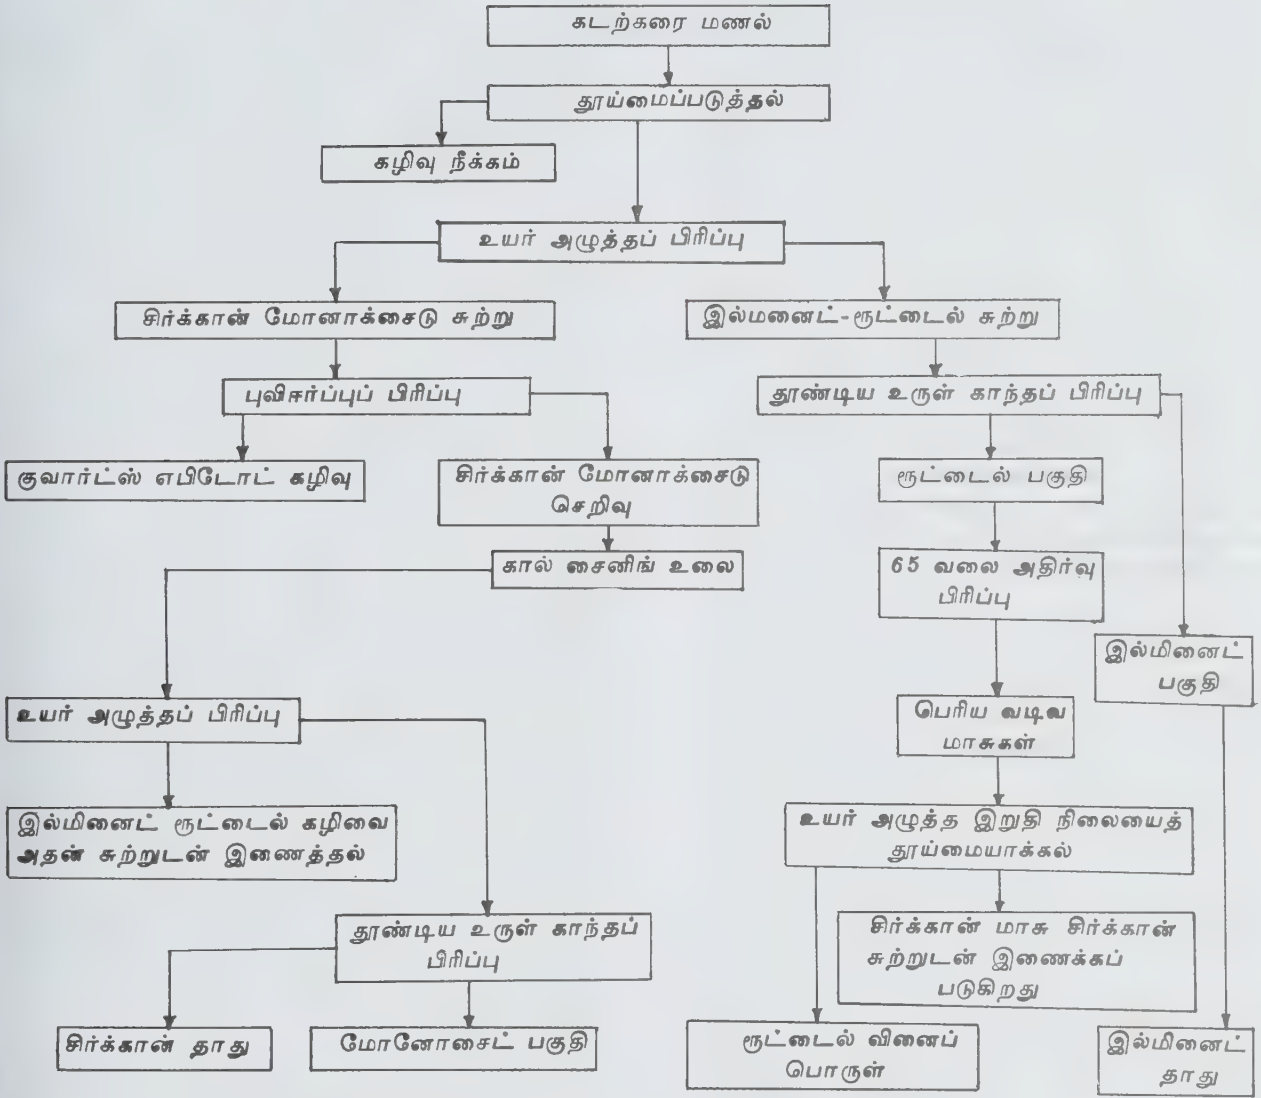 கடற்கரை மணல்
தூய்மைப்படுத்தல்
கழிவு நீக்கம்
உயர் அழுத்தப் பிரிப்பு
சிர்க்கான் மோனாக்சைடு சுற்று
இல்மனைட்-ரூட்டைல் சுற்று
புவிஈர்ப்புப் பிரிப்பு
தூண்டிய உருள் காந்தப் பிரிப்பு
குவார்ட்ஸ் எபிடோட் கழிவு
சிர்க்கான் மோனாக்சைடு
செறிவு
ரூட்டைல் பகுதி
கால் சைனிங் உலை
65 வலை அதிர்வு
பிரிப்பு
இல்மினைட்
பகுதி
உயர் அழுத்தப் பிரிப்பு
பெரிய வடிவ
மாசுகள்
இல்மினைட் ரூட்டைல் கழிவை
அதன் சுற்றுடன் இணைத்தல்
உயர் அழுத்த இறுதி நிலையைத்
தூய்மையாக்கல்
தூண்டிய உருள் காந்தப்
பிரிப்பு
சிர்க்கான் மாசு சிர்க்கான்
சுற்றுடன் இணைக்கப்
படுகிறது
சிர்க்கான் தாது
மோனோசைட் பகுதி
ரூட்டைல் வினைப்
பொருள்
இல்மினைட்
தாது